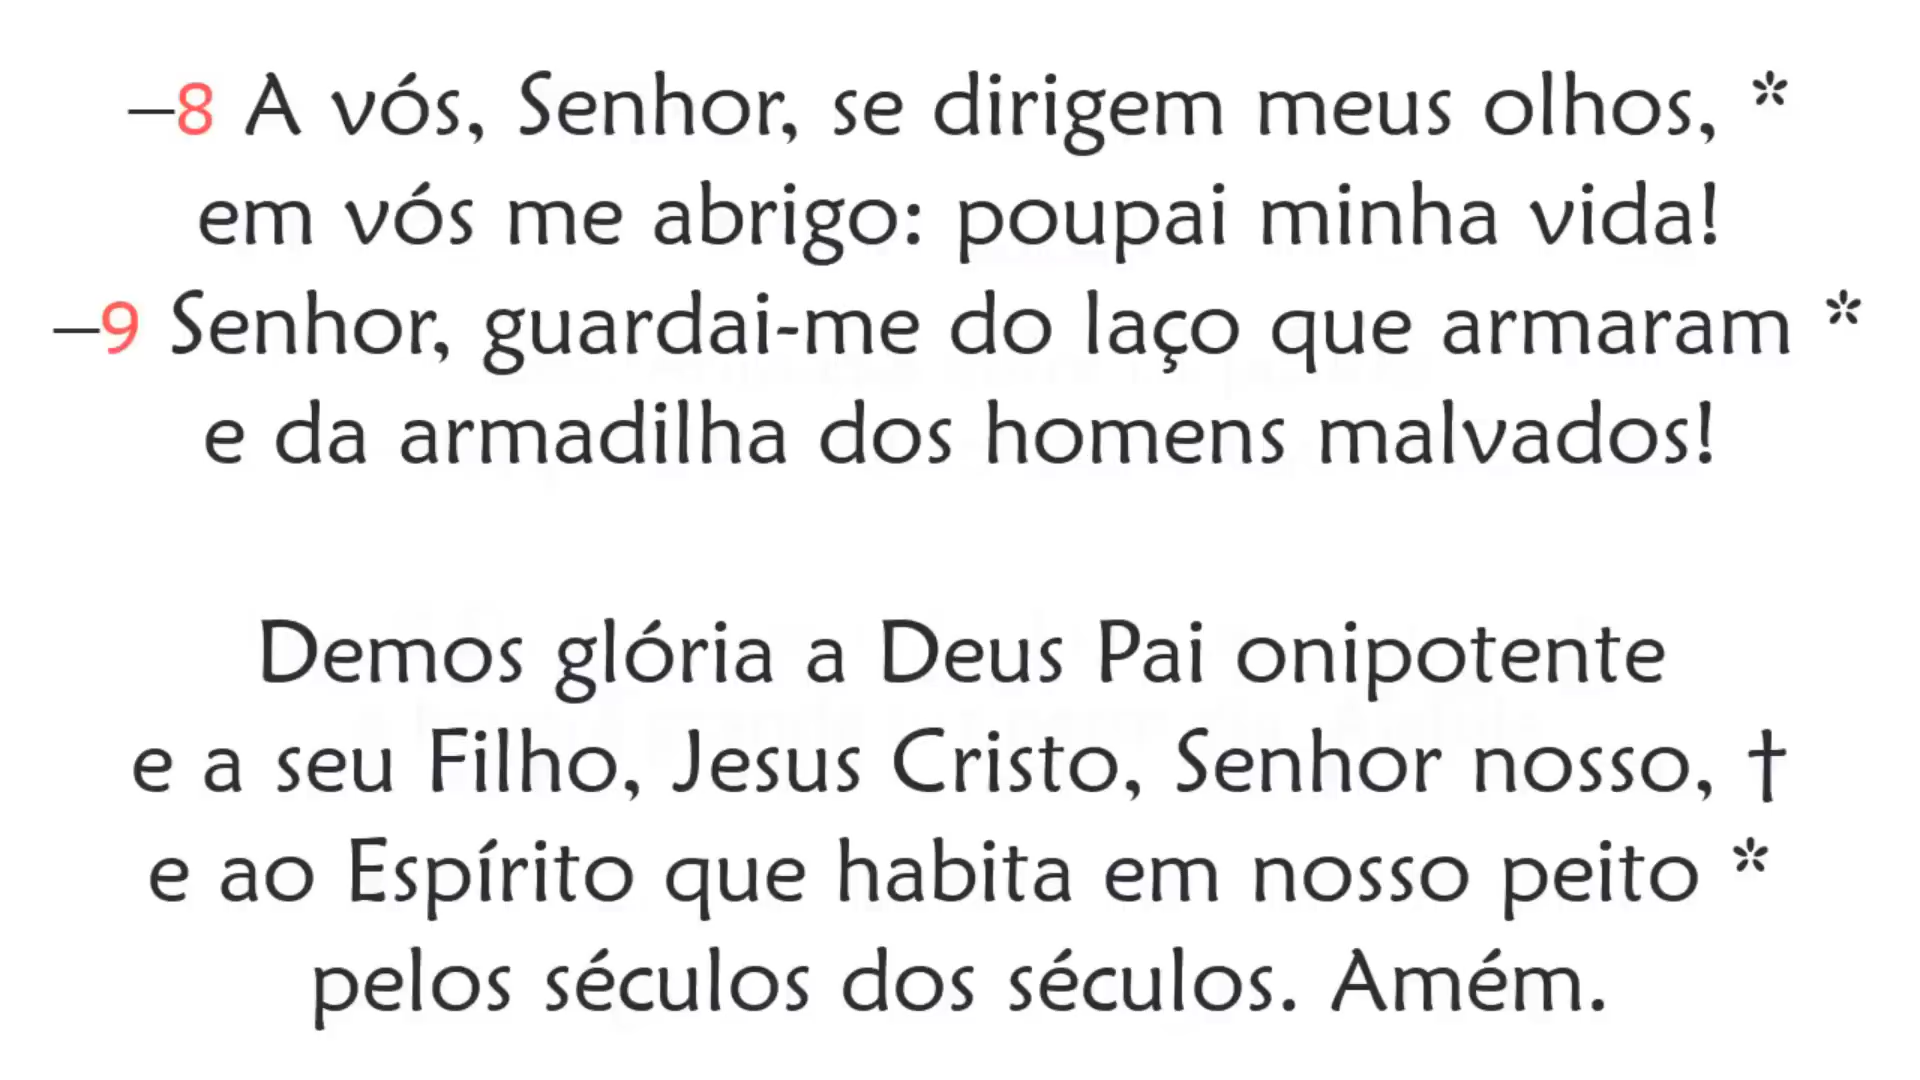 –8 A vós, Senhor, se dirigem meus olhos, *
em vós me abrigo: poupai minha vida!
–9 Senhor, guardai-me do laço que armaram *
e da armadilha dos homens malvados!
Demos glória a Deus Pai onipotente
e a seu Filho, Jesus Cristo, Senhor nosso, †
e ao Espírito que habita em nosso peito *
pelos séculos dos séculos. Amém.